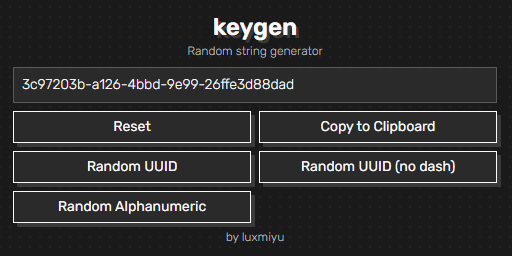 keygen
Random string generator
3c97203b-a126-4bbd-9e99-26ffe3d88dad
Reset
Copy to Clipboard
Random UUID
Random UUID (no dash)
Random Alphanumeric
by luxmiyu